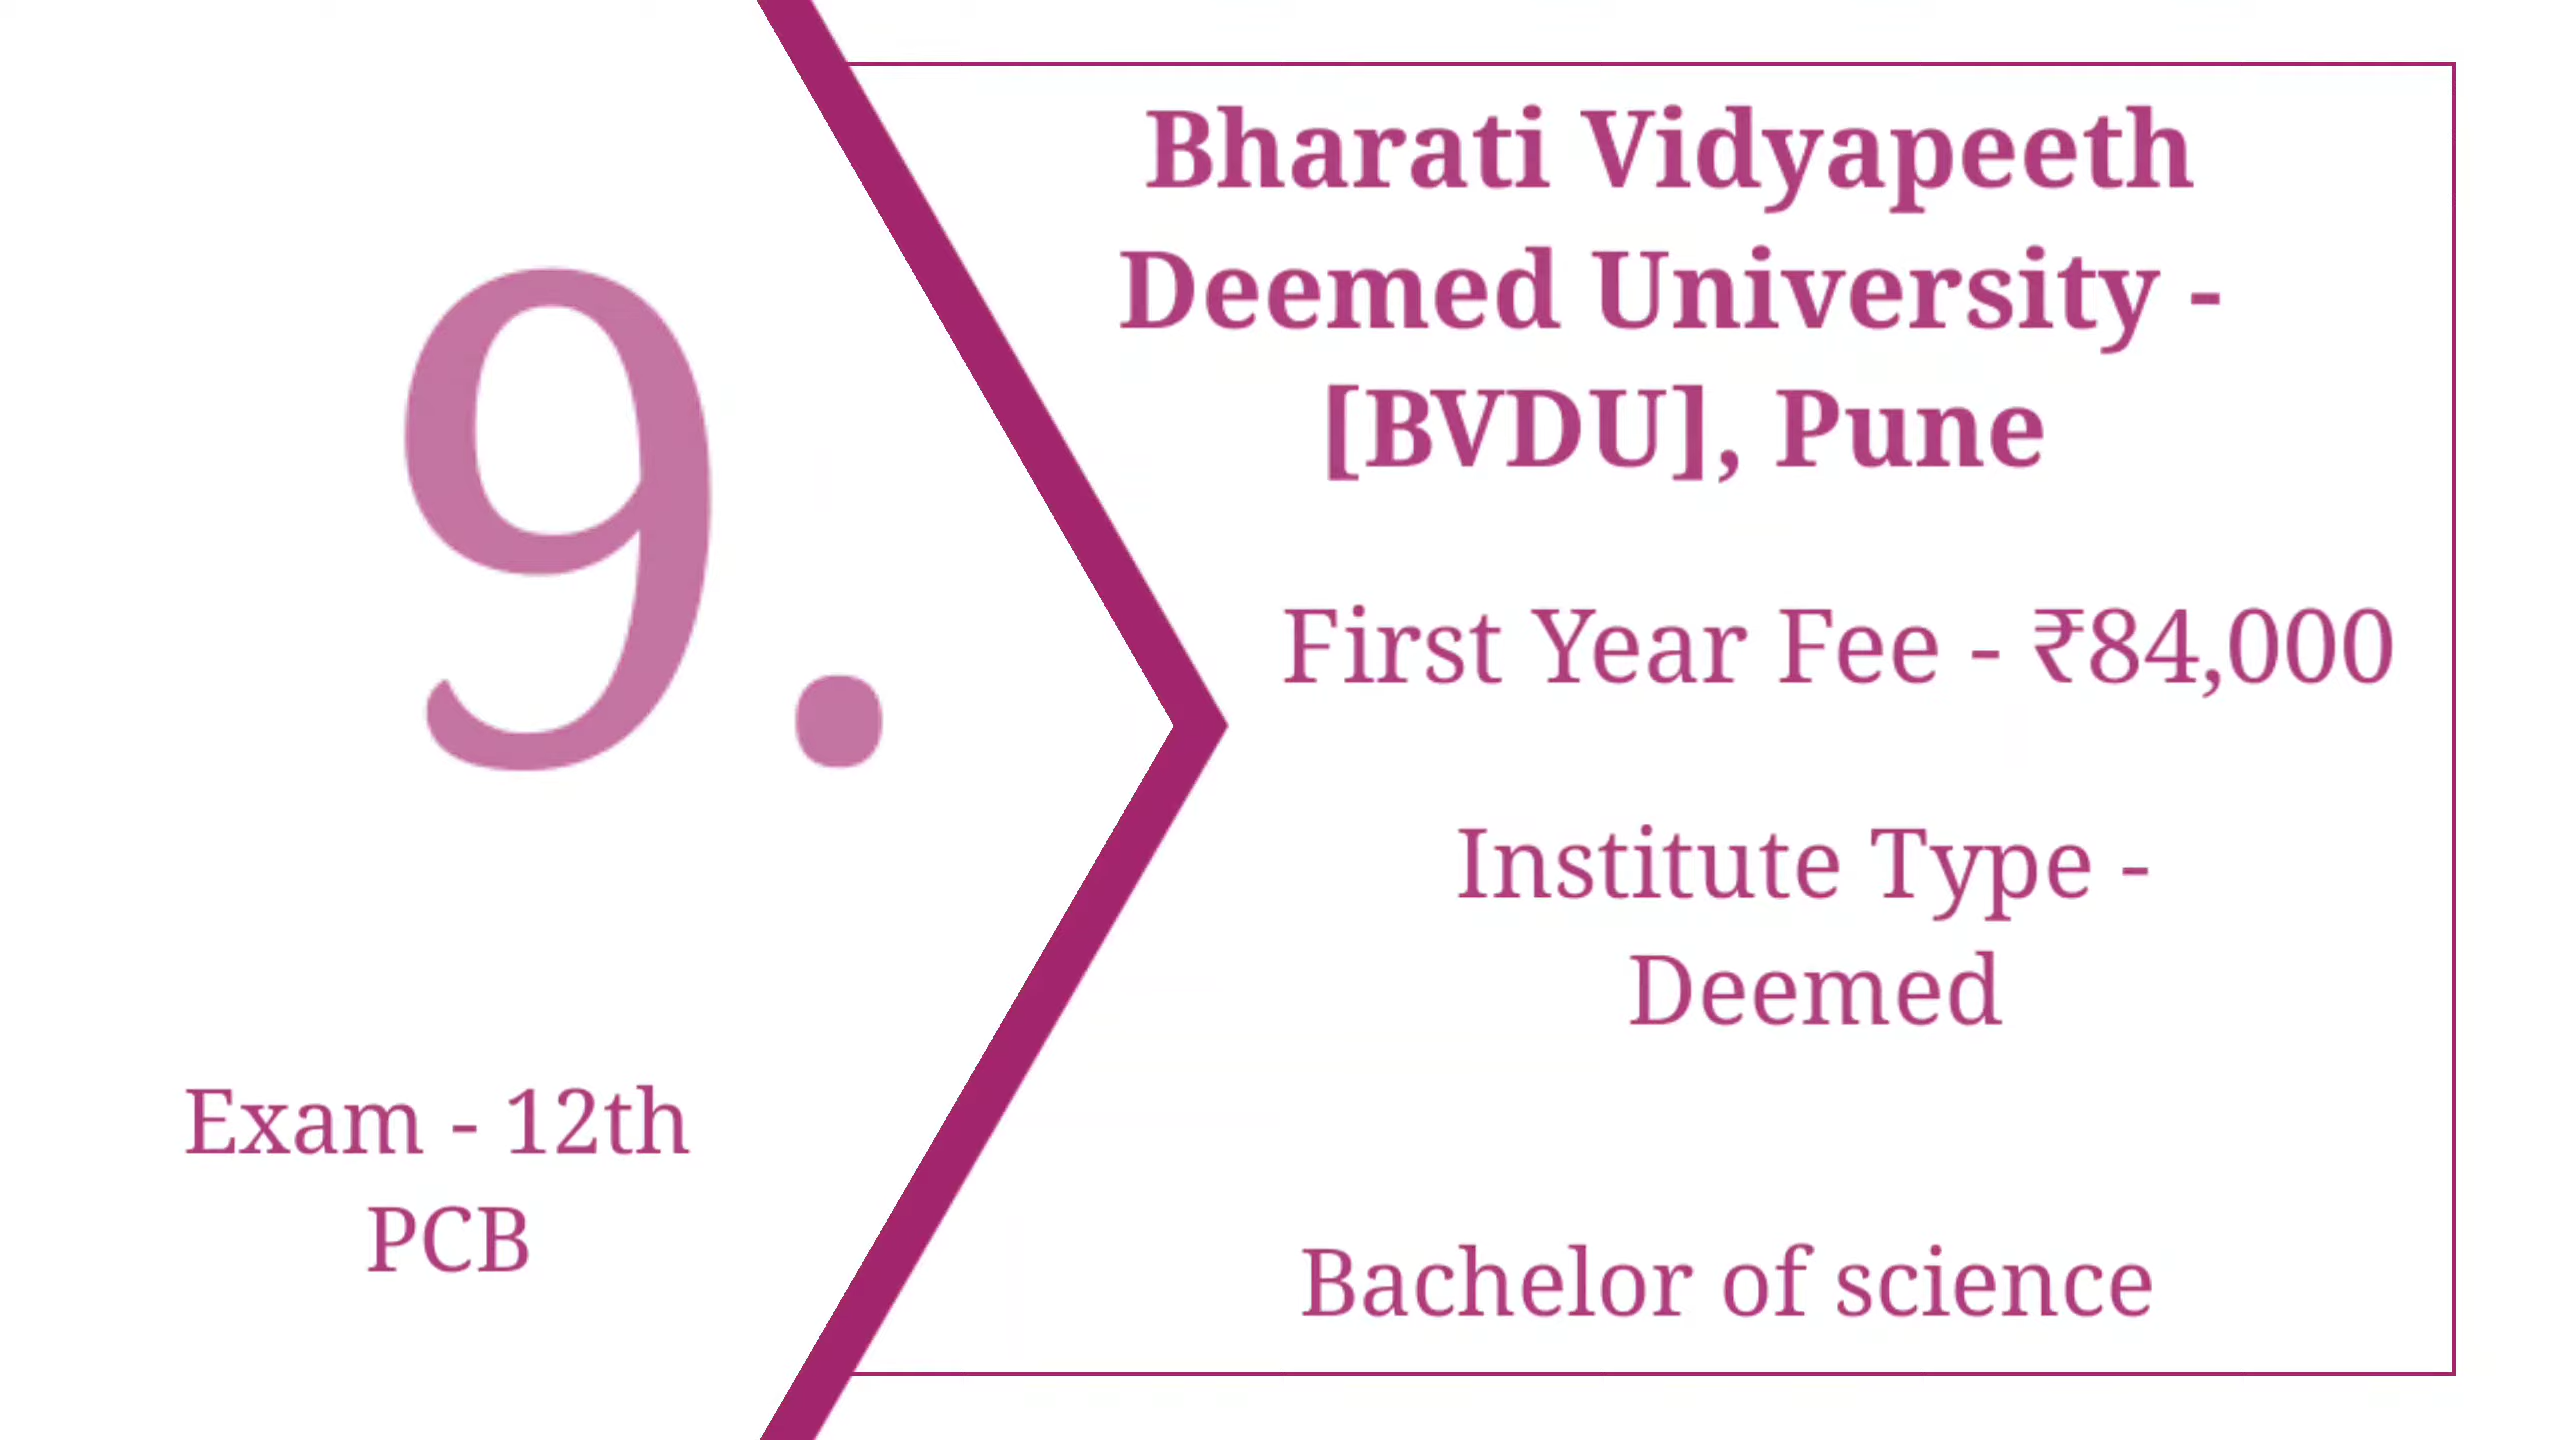 9.
Exam - 12th
PCB
Bharati Vidyapeeth
Deemed University -
[BVDU], Pune
First Year Fee - ₹84,000
Institute Type -
Deemed
Bachelor of science